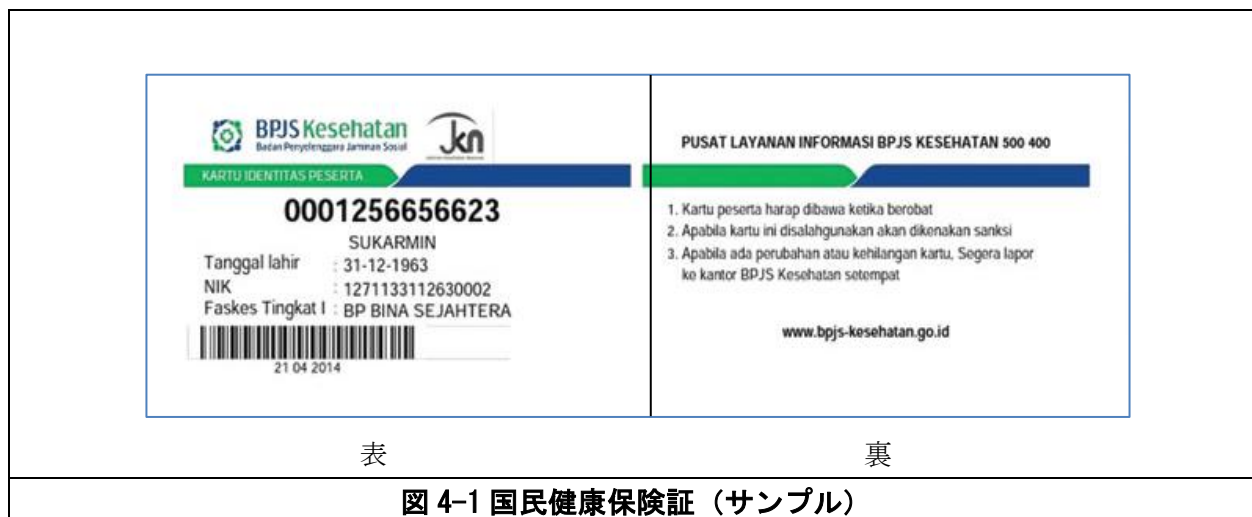 BPJS Kesehatan
Badan Penyelenggara Jaminan Sosial
jkn
KARTU IDENTITAS PESERTA
0001256656623
SUKARMIN
Tanggal lahir : 31-12-1963
NIK : 1271133112630002
Faskes Tingkat I : BP BINA SEJAHTERA
21 04 2014
PUSAT LAYANAN INFORMASI BPJS KESEHATAN 500 400
1. Kartu peserta harap dibawa ketika berobat
2. Apabila kartu ini disalahgunakan akan dikenakan sanksi
3. Apabila ada perubahan atau kehilangan kartu, Segera lapor
ke kantor BPJS Kesehatan setempat
www.bpjs-kesehatan.go.id
表
裏
図 4-1 国民健康保険証（サンプル）